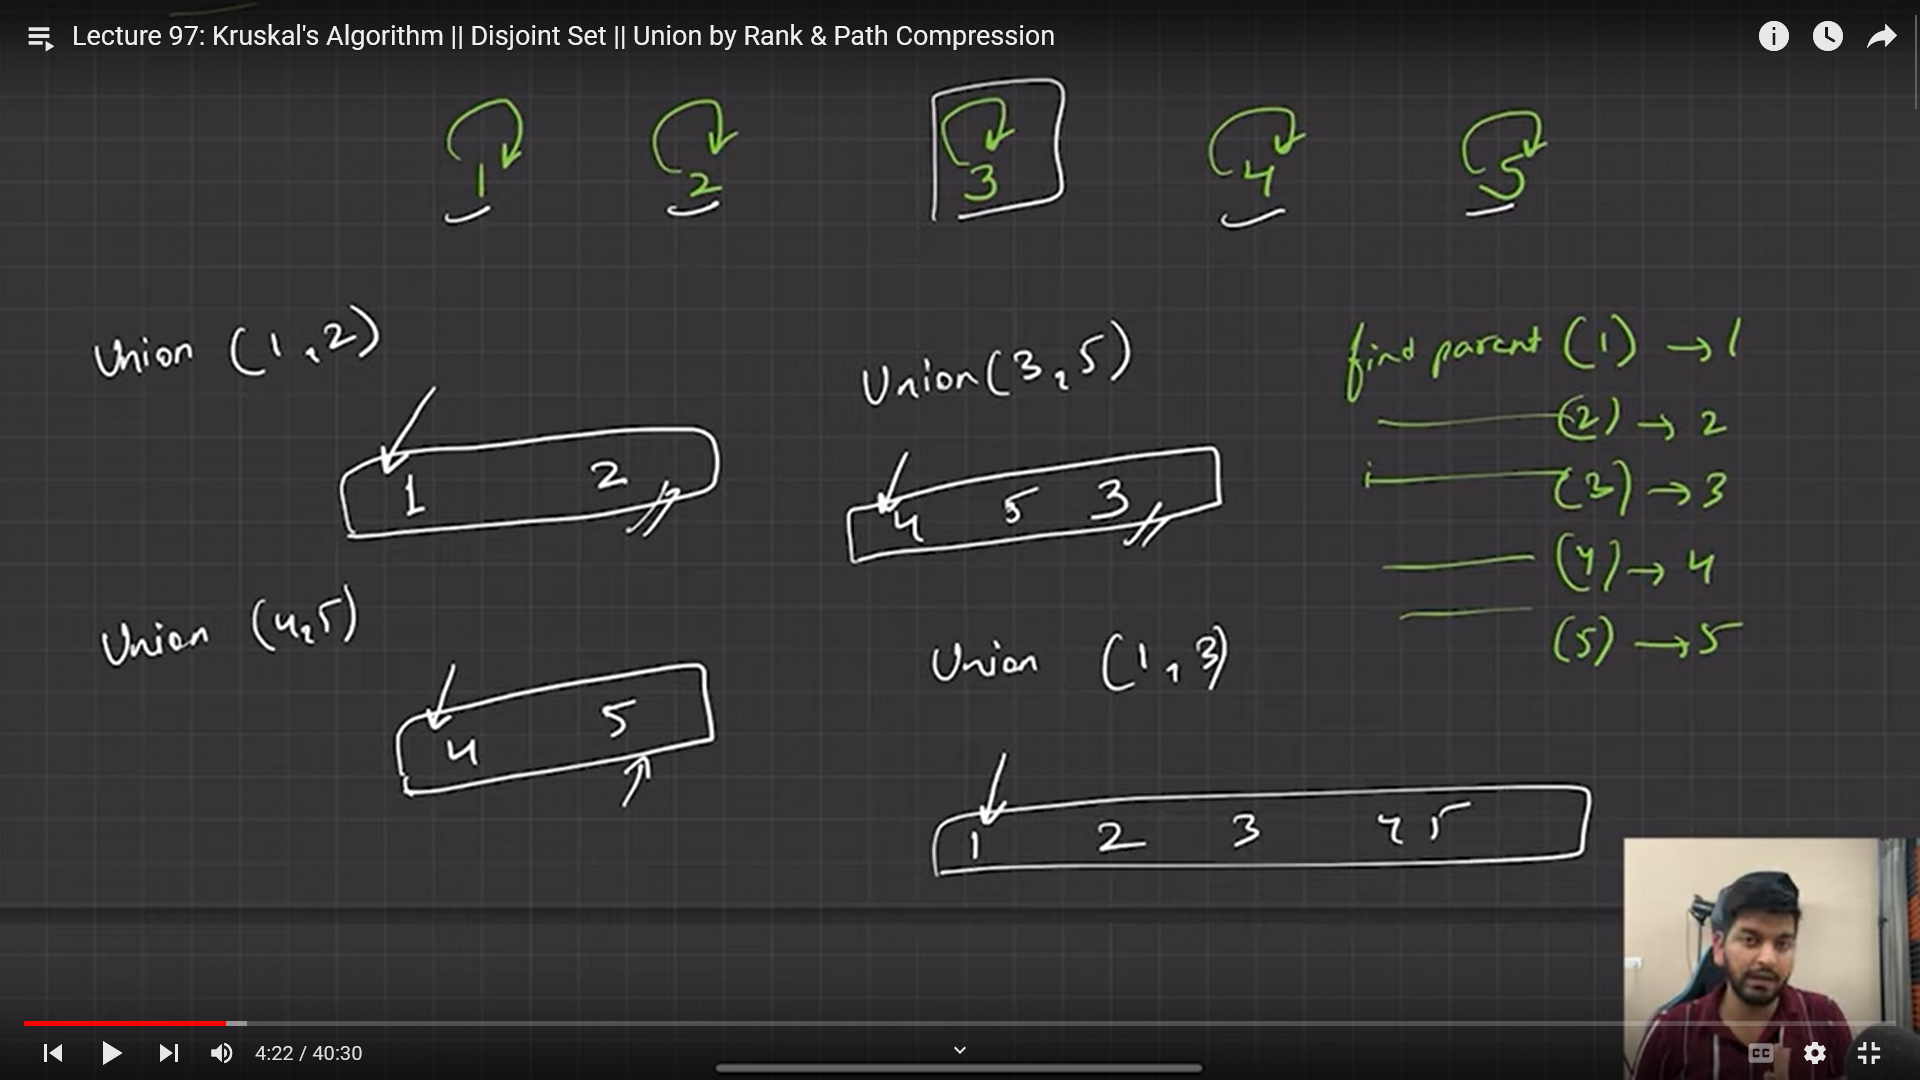 Lecture 97: Kruskal's Algorithm || Disjoint Set || Union by Rank & Path Compression
1 2 3 4 5
Union (1,2)
1 2
Union (4,5)
4 5
Union(3,5)
4 5 3
Union (1,3)
1 2 3 4 5
find parent (1) → 1
(2) → 2
(3) → 3
(4) → 4
(5) → 5
4:22 / 40:30
CC